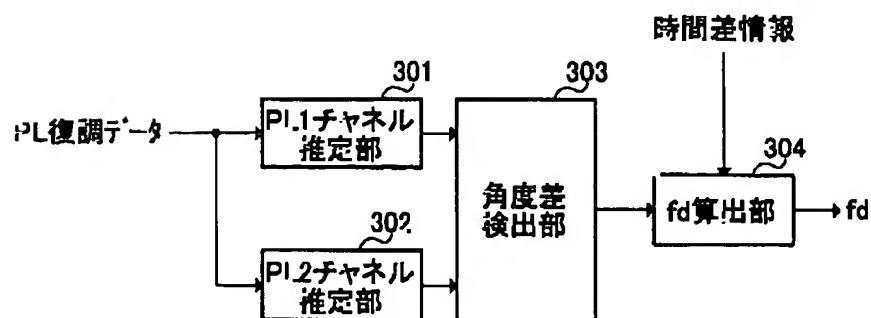 時間差情報
301
303
PL1チャネル
推定部
PL復調データ
304
角度差
検出部
fd算出部
fd
302
PL2チャネル
推定部